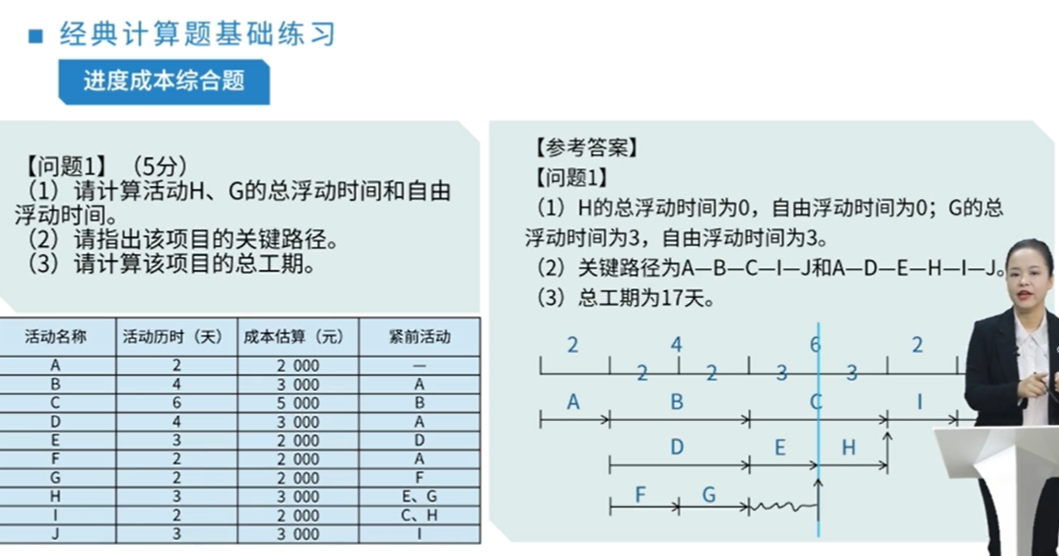 经典计算题基础练习
进度成本综合题
【问题1】（5分）
（1）请计算活动H、G的总浮动时间和自由
浮动时间。
（2）请指出该项目的关键路径。
（3）请计算该项目的总工期。
活动名称 活动历时（天） 成本估算（元） 紧前活动
A 2 2 000 —
B 4 3 000 A
C 6 5 000 B
D 4 3 000 A
E 3 2 000 D
F 2 2 000 A
G 2 2 000 F
H 3 3 000 E、G
I 2 2 000 C、H
J 3 3 000 I
【参考答案】
【问题1】
（1）H的总浮动时间为0，自由浮动时间为0；G的总
浮动时间为3，自由浮动时间为3。
（2）关键路径为A—B—C—I—J和A—D—E—H—I—J。
（3）总工期为17天。
2 4 6 2
2 2 3 3
A B C I
D E H
F G